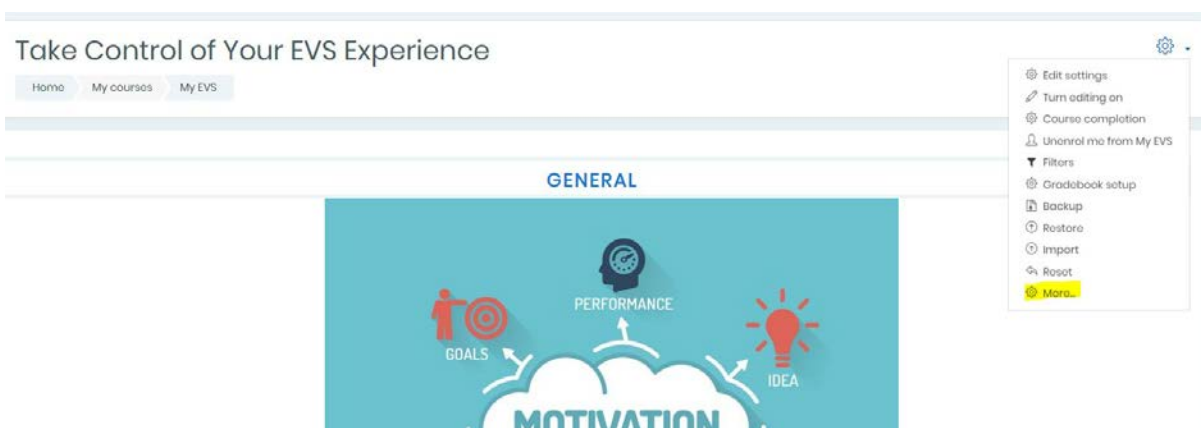 Take Control of Your EVS Experience
Home My courses My EVS
Edit settings
Turn editing on
Course completion
Unenrol me from My EVS
Filters
Gradebook setup
Backup
Restore
Import
Reset
More...
GENERAL
PERFORMANCE
GOALS
IDEA
MOTIVATION